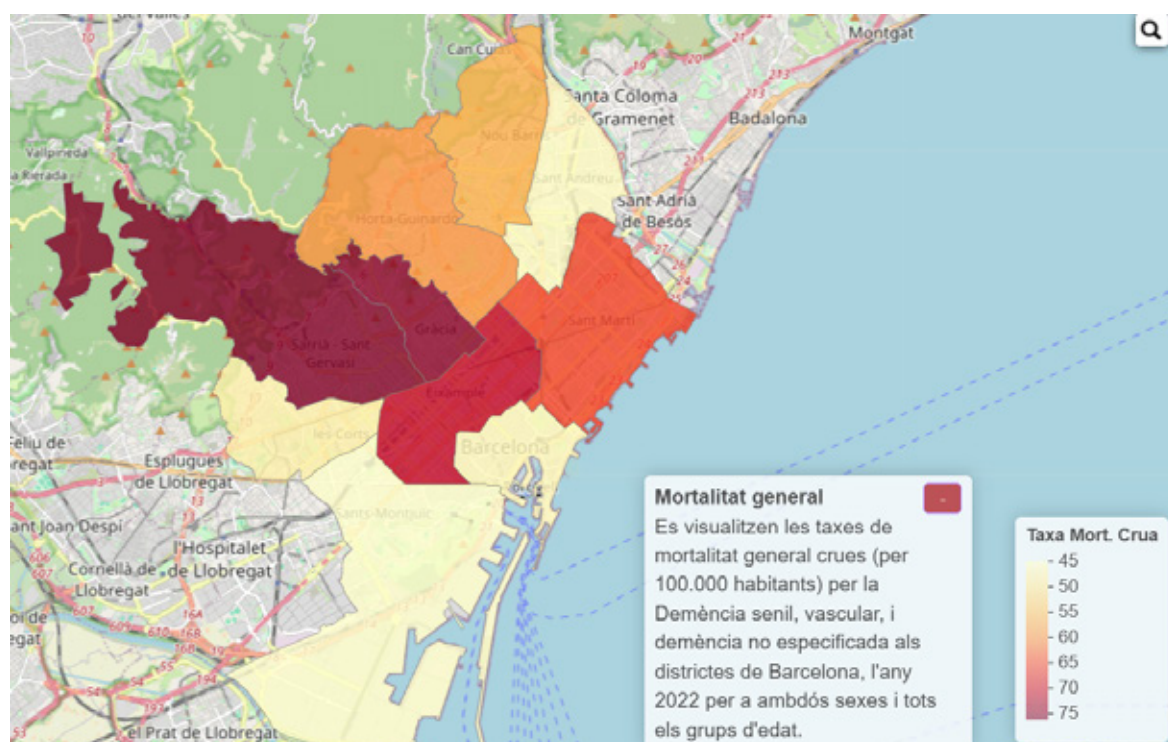 Montgat
Can Cuiàs
Santa Coloma
de Gramenet
Badalona
Nou Barris
Vallpineda
a Rierada
Sant Andreu
Sant Adrià
de Besòs
Horta-Guinardó
Sant Martí
Gràcia
Sarrià - Sant
Gervasi
Eixample
les Corts
Barcelona
Feliu de
bregat
Esplugues
de Llobregat
Sants-Montjuïc
ant Joan Despí
l'Hospitalet
de Llobregat
Cornellà de
Llobregat
el Prat de Llobregat
Mortalitat general
Es visualitzen les taxes de
mortalitat general crues (per
100.000 habitants) per la
Demència senil, vascular, i
demència no especificada als
districtes de Barcelona, l'any
2022 per a ambdós sexes i tots
els grups d'edat.
-
Taxa Mort. Crua
45
50
55
60
65
70
75